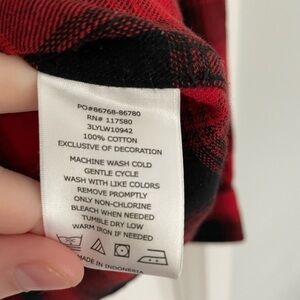 PO#86768-86780
RN# 117580
3LYLW10942
100% COTTON
EXCLUSIVE OF DECORATION
MACHINE WASH COLD
GENTLE CYCLE
WASH WITH LIKE COLORS
REMOVE PROMPTLY
ONLY NON-CHLORINE
BLEACH WHEN NEEDED
TUMBLE DRY LOW
WARM IRON IF NEEDED
MADE IN INDONESIA